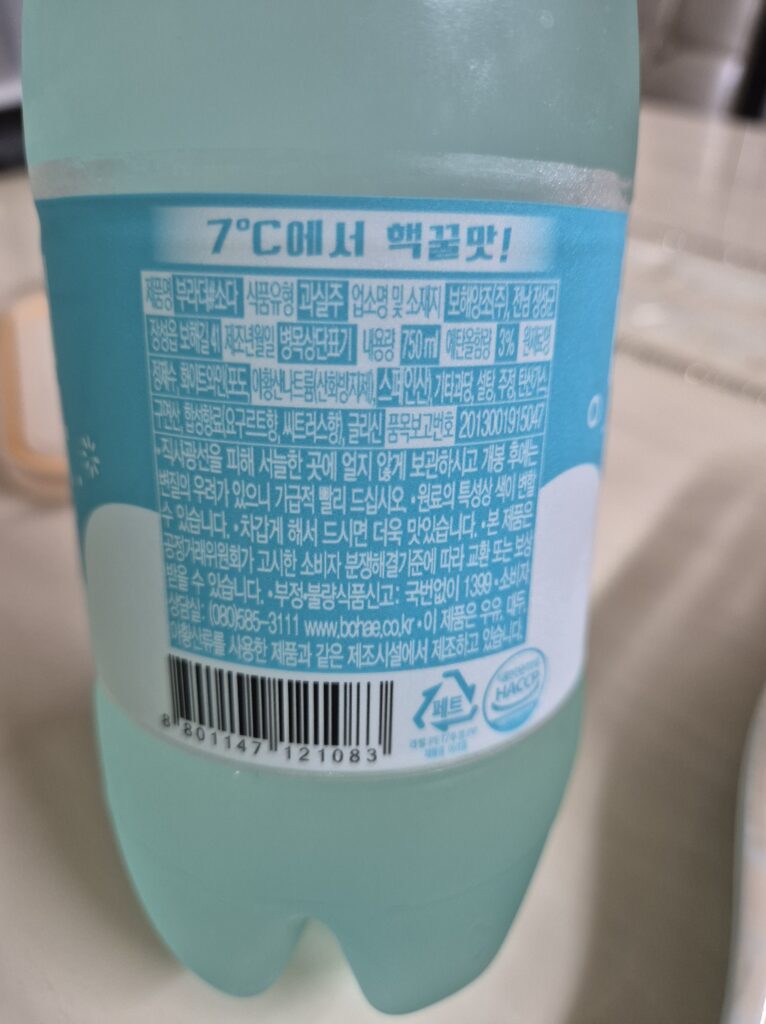 7°C에서 핵꿀맛!
제품명 부라더#소다 식품유형 과실주 업소명 및 소재지 보해양조(주), 전남 장성군
장성읍 보해길 41 제조년월일 병목상단표기 내용량 750㎖ 에탄올함량 3% 원재료명
정제수, 화이트와인[포도, 아황산나트륨(산화방지제), 스페인산], 기타과당, 설탕, 주정, 탄산가스,
구연산, 합성향료(요구르트향, 씨트러스향), 글리신 품목보고번호 2013001915047
•직사광선을 피해 서늘한 곳에 얼지 않게 보관하시고 개봉 후에는
변질의 우려가 있으니 가급적 빨리 드십시오. •원료의 특성상 색이 변할
수 있습니다. •차갑게 해서 드시면 더욱 맛있습니다. •본 제품은
공정거래위원회가 고시한 소비자 분쟁해결기준에 따라 교환 또는 보상
받을 수 있습니다. •부정•불량식품신고: 국번없이 1399 •소비자
상담실: (080)585-3111 www.bohae.co.kr •이 제품은 우유, 대두,
아황산류를 사용한 제품과 같은 제조시설에서 제조하고 있습니다.
8 801147 121083
페트
HACCP